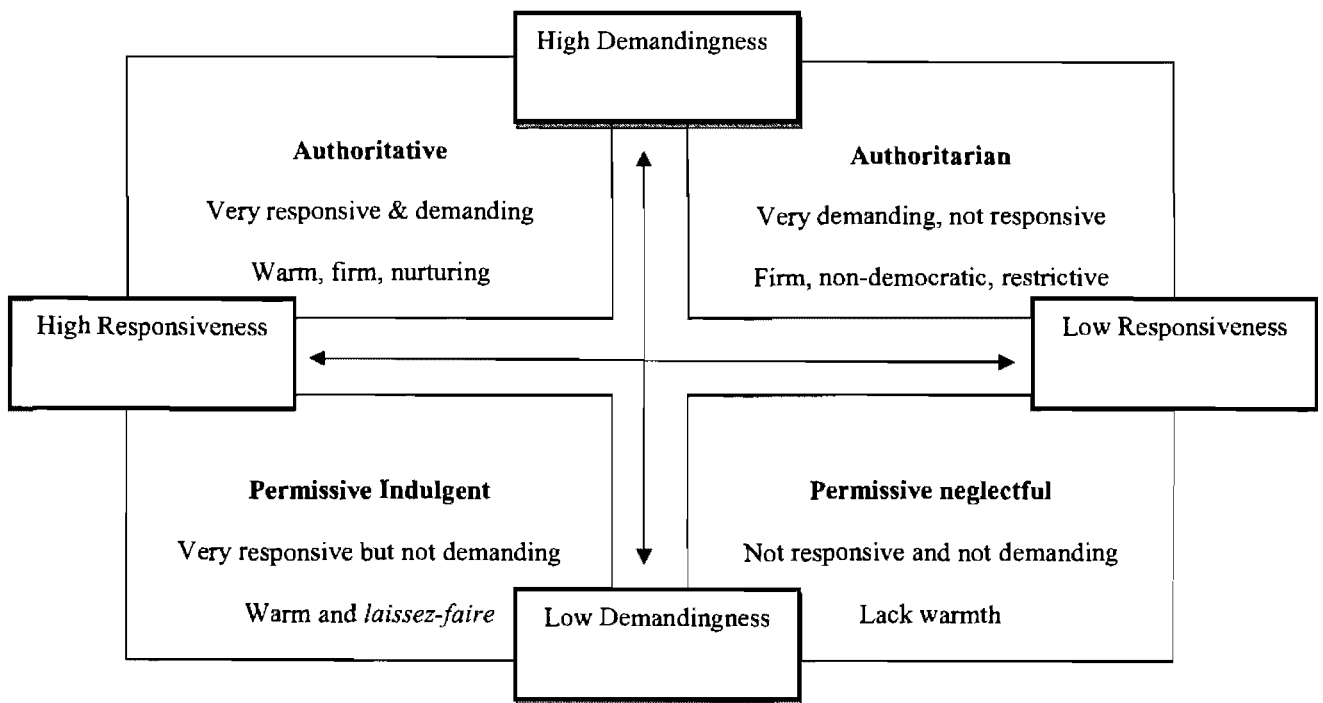 High Demandingness
Authoritative
Very responsive & demanding
Warm, firm, nurturing
Authoritarian
Very demanding, not responsive
Firm, non-democratic, restrictive
High Responsiveness
Low Responsiveness
Permissive Indulgent
Very responsive but not demanding
Warm and laissez-faire
Permissive neglectful
Not responsive and not demanding
Lack warmth
Low Demandingness